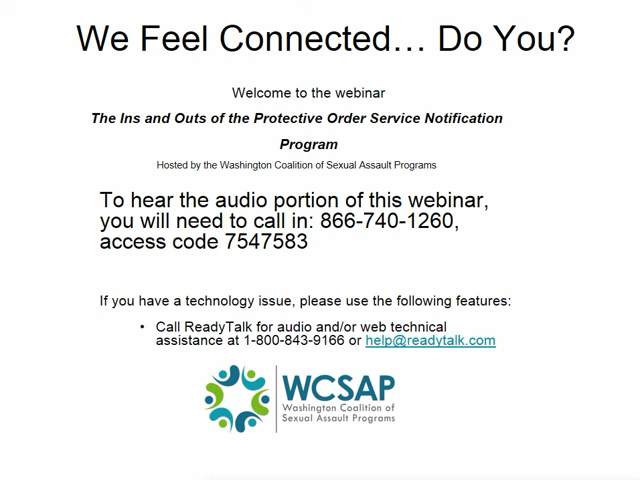 We Feel Connected… Do You?
Welcome to the webinar
The Ins and Outs of the Protective Order Service Notification
Program
Hosted by the Washington Coalition of Sexual Assault Programs
To hear the audio portion of this webinar,
you will need to call in: 866-740-1260,
access code 7547583
If you have a technology issue, please use the following features:
• Call ReadyTalk for audio and/or web technical
assistance at 1-800-843-9166 or help@readytalk.com
WCSAP
Washington Coalition of
Sexual Assault Programs